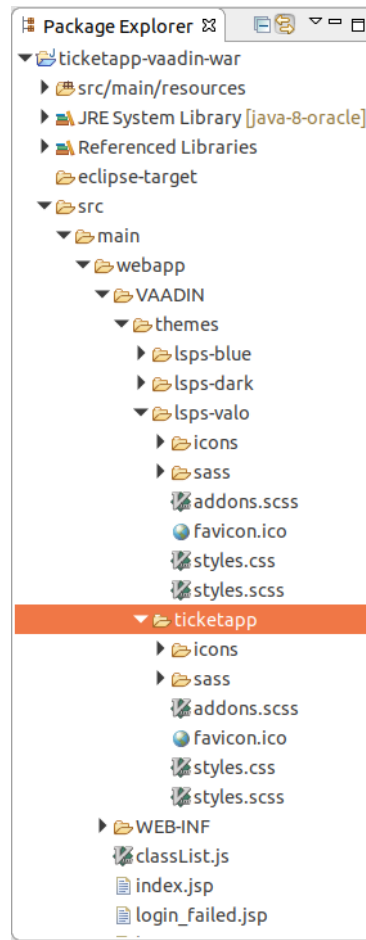 Package Explorer
ticketapp-vaadin-war
src/main/resources
JRE System Library [java-8-oracle]
Referenced Libraries
eclipse-target
src
main
webapp
VAADIN
themes
lsps-blue
lsps-dark
lsps-valo
icons
sass
addons.scss
favicon.ico
styles.css
styles.scss
ticketapp
icons
sass
addons.scss
favicon.ico
styles.css
styles.scss
WEB-INF
classList.js
index.jsp
login_failed.jsp